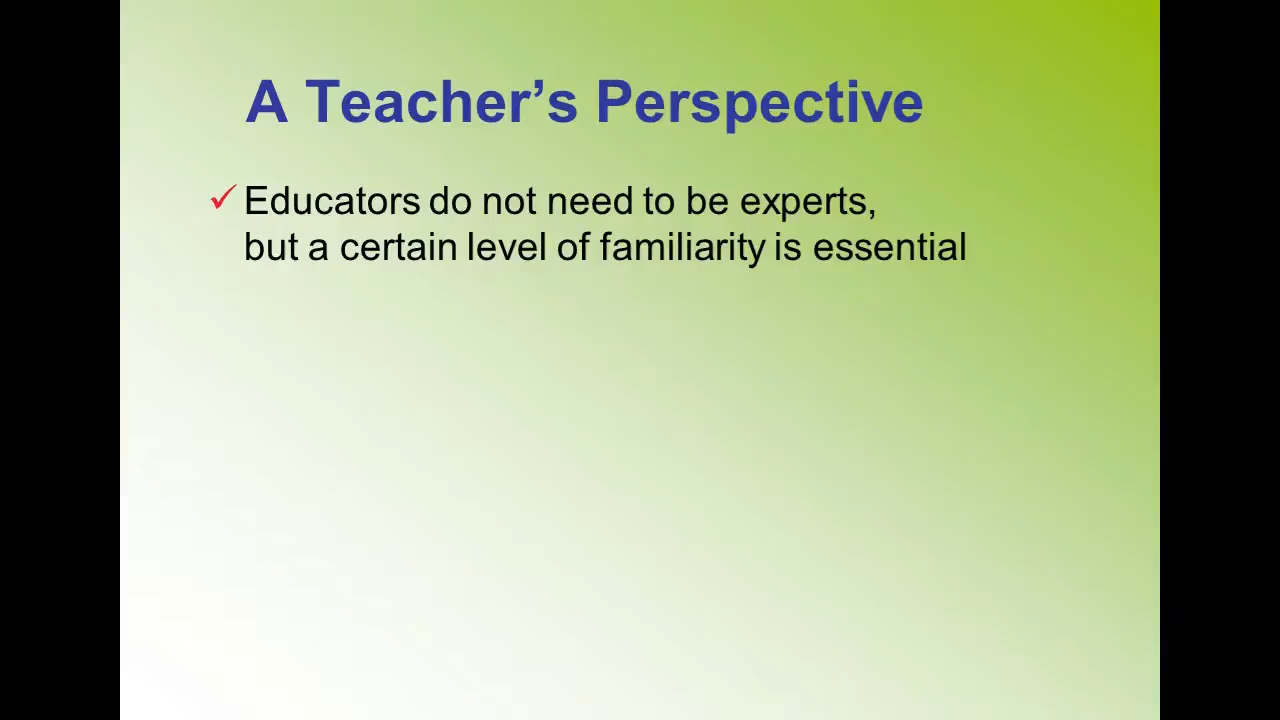 A Teacher’s Perspective
Educators do not need to be experts,
but a certain level of familiarity is essential